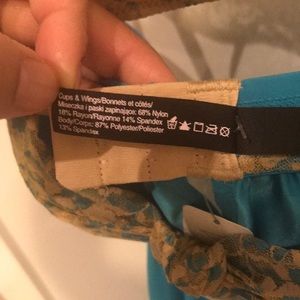 Cups & Wings/Bonnets et côtés/
Miseczka i paski zapinające: 68% Nylon
18% Rayon/Rayonne 14% Spandex
Body/Corps: 87% Polyester/Poliester
13% Spandex